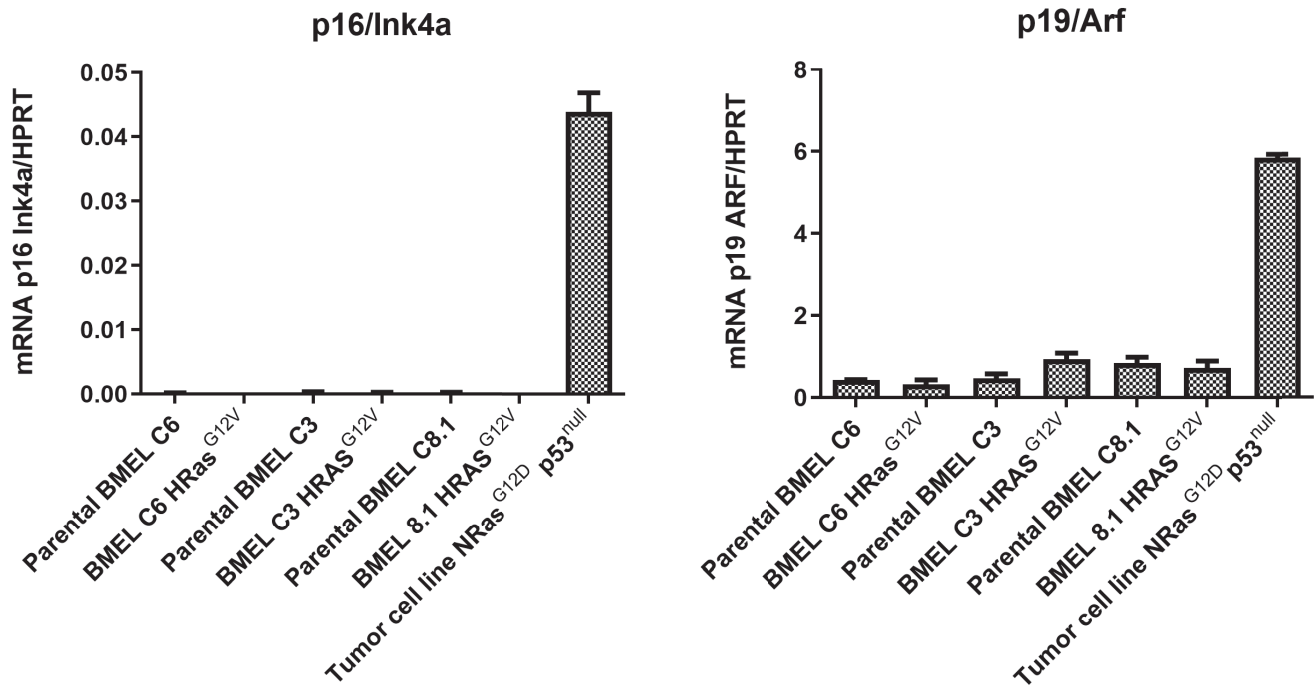 p16/Ink4a
mRNA p16 Ink4a/HPRT
0.05
0.04
0.03
0.02
0.01
0.00
Parental BMEL C6
BMEL C6 HRas G12V
Parental BMEL C3
BMEL C3 HRAS G12V
Parental BMEL C8.1
BMEL 8.1 HRAS G12V
Tumor cell line NRas G12D p53 null
p19/Arf
mRNA p19 ARF/HPRT
8
6
4
2
0
Parental BMEL C6
BMEL C6 HRas G12V
Parental BMEL C3
BMEL C3 HRAS G12V
Parental BMEL C8.1
BMEL 8.1 HRAS G12V
Tumor cell line NRas G12D p53 null